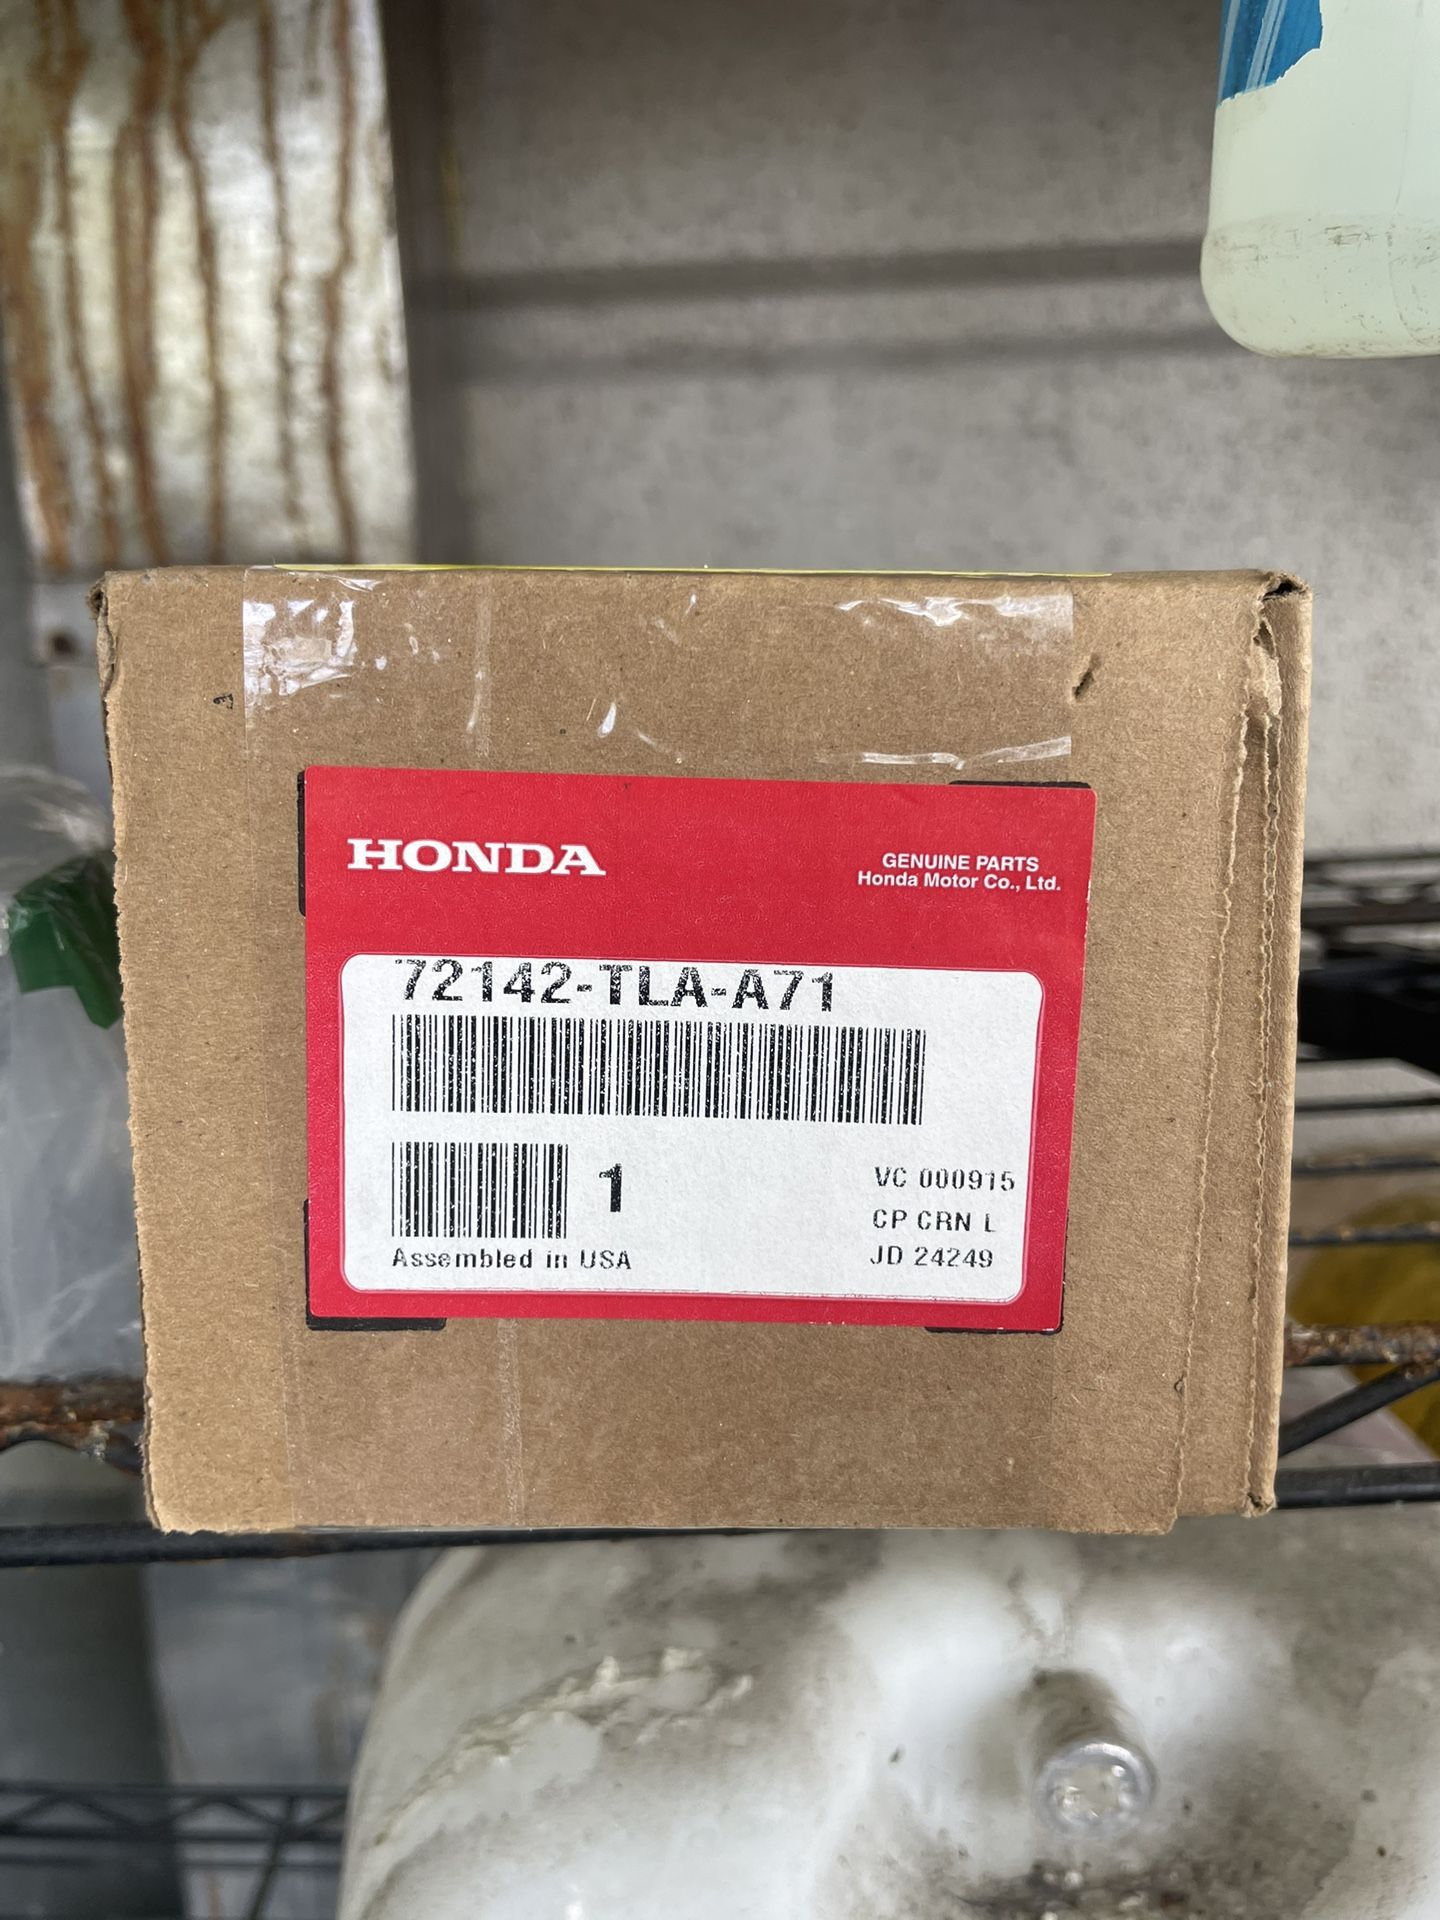 HONDA
GENUINE PARTS
Honda Motor Co., Ltd.
72142-TLA-A71
1
VC 000915
CP CRN L
Assembled in USA
JD 24249